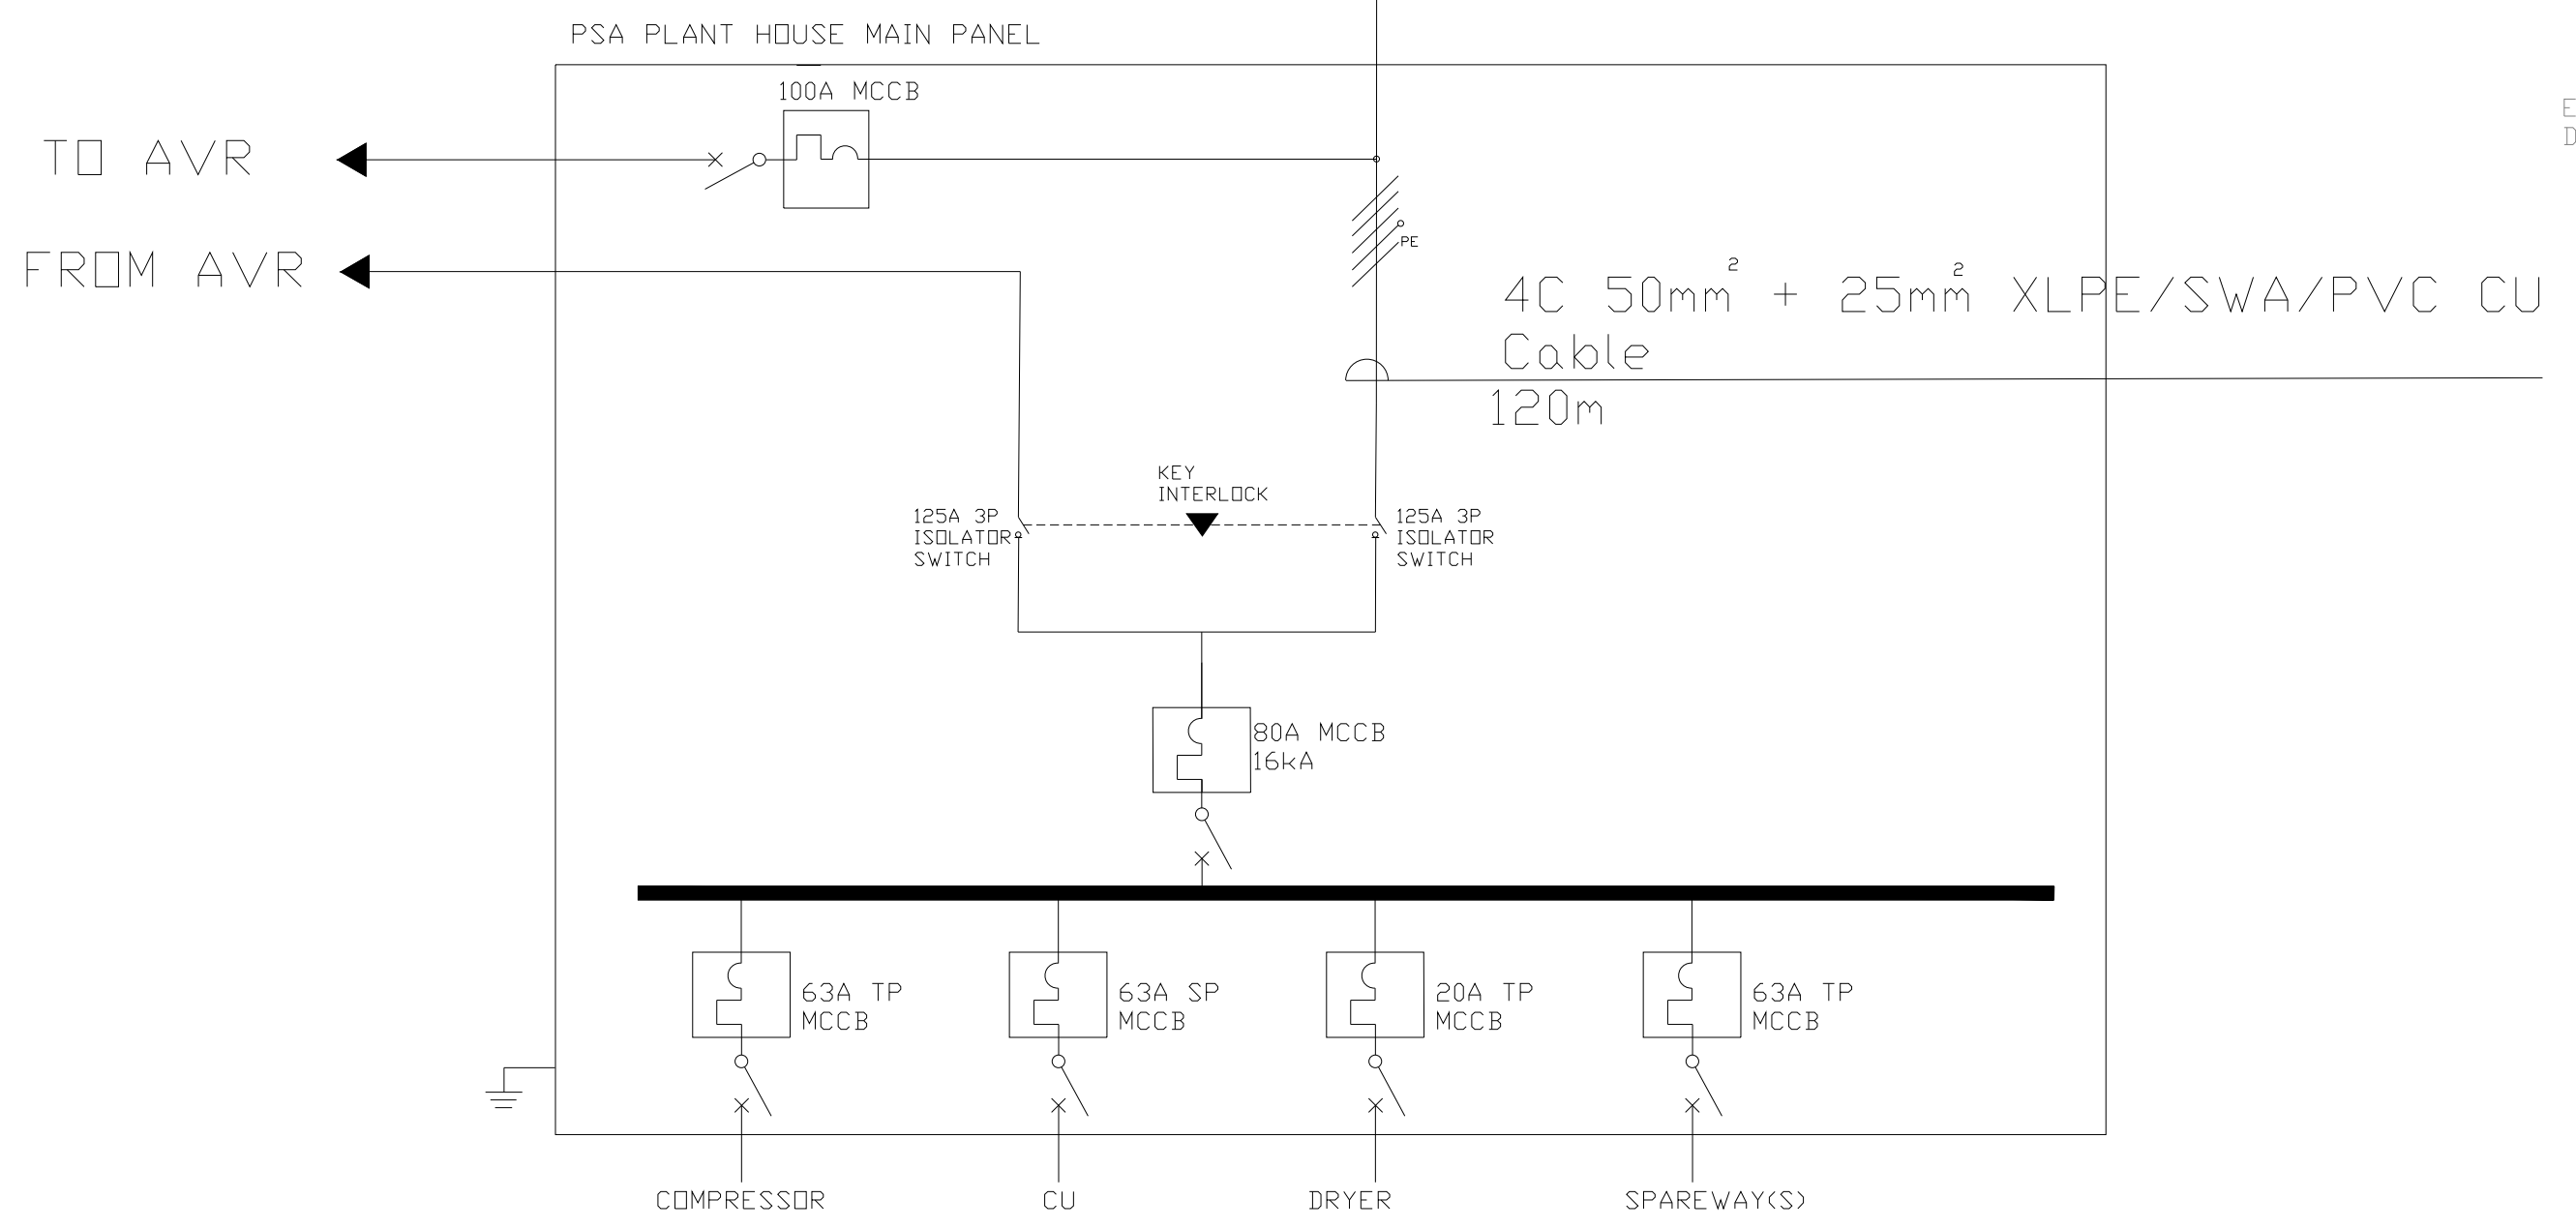 PSA PLANT HOUSE MAIN PANEL
100A MCCB
TO AVR
FROM AVR
PE
4C 50mm² + 25mm² XLPE/SWA/PVC CU
Cable
120m
KEY
INTERLOCK
125A 3P
ISOLATOR
SWITCH
125A 3P
ISOLATOR
SWITCH
80A MCCB
16kA
63A TP
MCCB
63A SP
MCCB
20A TP
MCCB
63A TP
MCCB
COMPRESSOR
CU
DRYER
SPAREWAY(S)